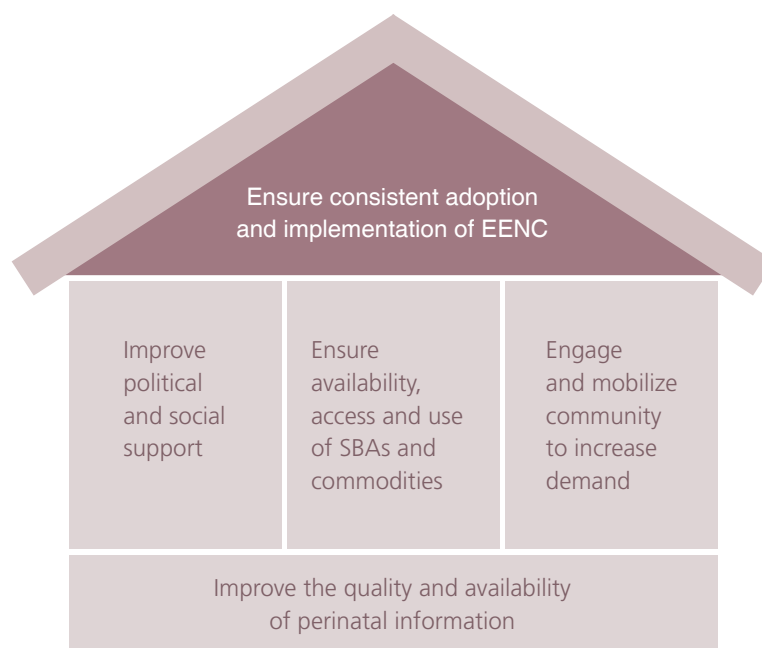 Ensure consistent adoption
and implementation of EENC
Improve
political
and social
support
Ensure
availability,
access and use
of SBAs and
commodities
Engage
and mobilize
community
to increase
demand
Improve the quality and availability
of perinatal information